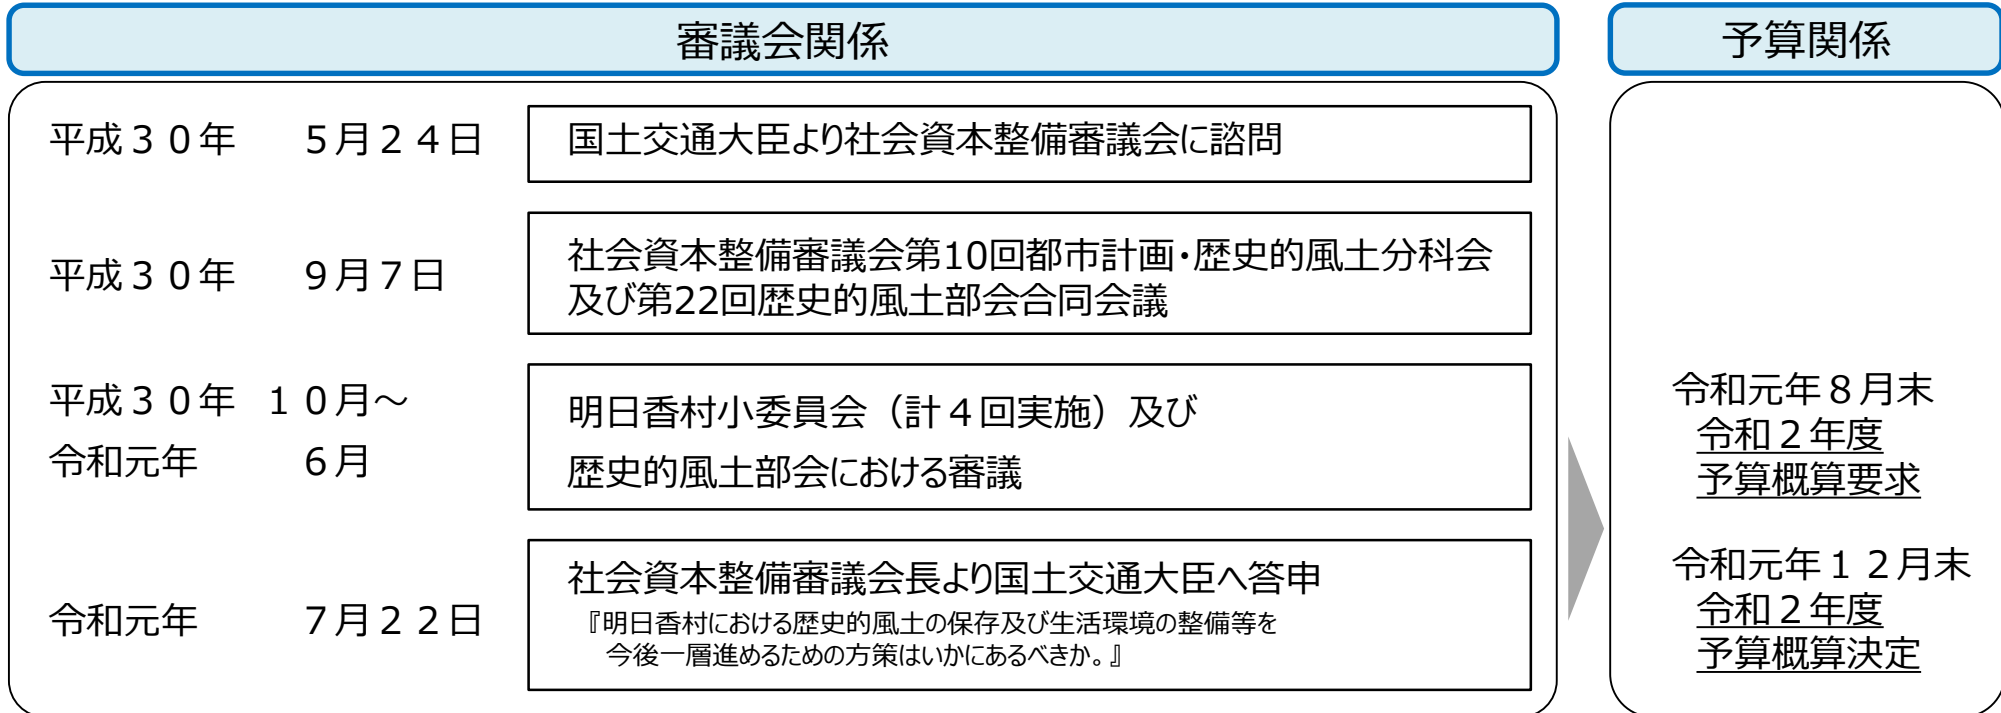 審議会関係
平成３０年　５月２４日
国土交通大臣より社会資本整備審議会に諮問
平成３０年　９月７日
社会資本整備審議会第10回都市計画・歴史的風土分科会
及び第22回歴史的風土部会合同会議
平成３０年　１０月～
令和元年　６月
明日香村小委員会（計４回実施）及び
歴史的風土部会における審議
令和元年　７月２２日
社会資本整備審議会長より国土交通大臣へ答申
『明日香村における歴史的風土の保存及び生活環境の整備等を
今後一層進めるための方策はいかにあるべきか。』
予算関係
令和元年８月末
令和２年度
予算概算要求
令和元年１２月末
令和２年度
予算概算決定